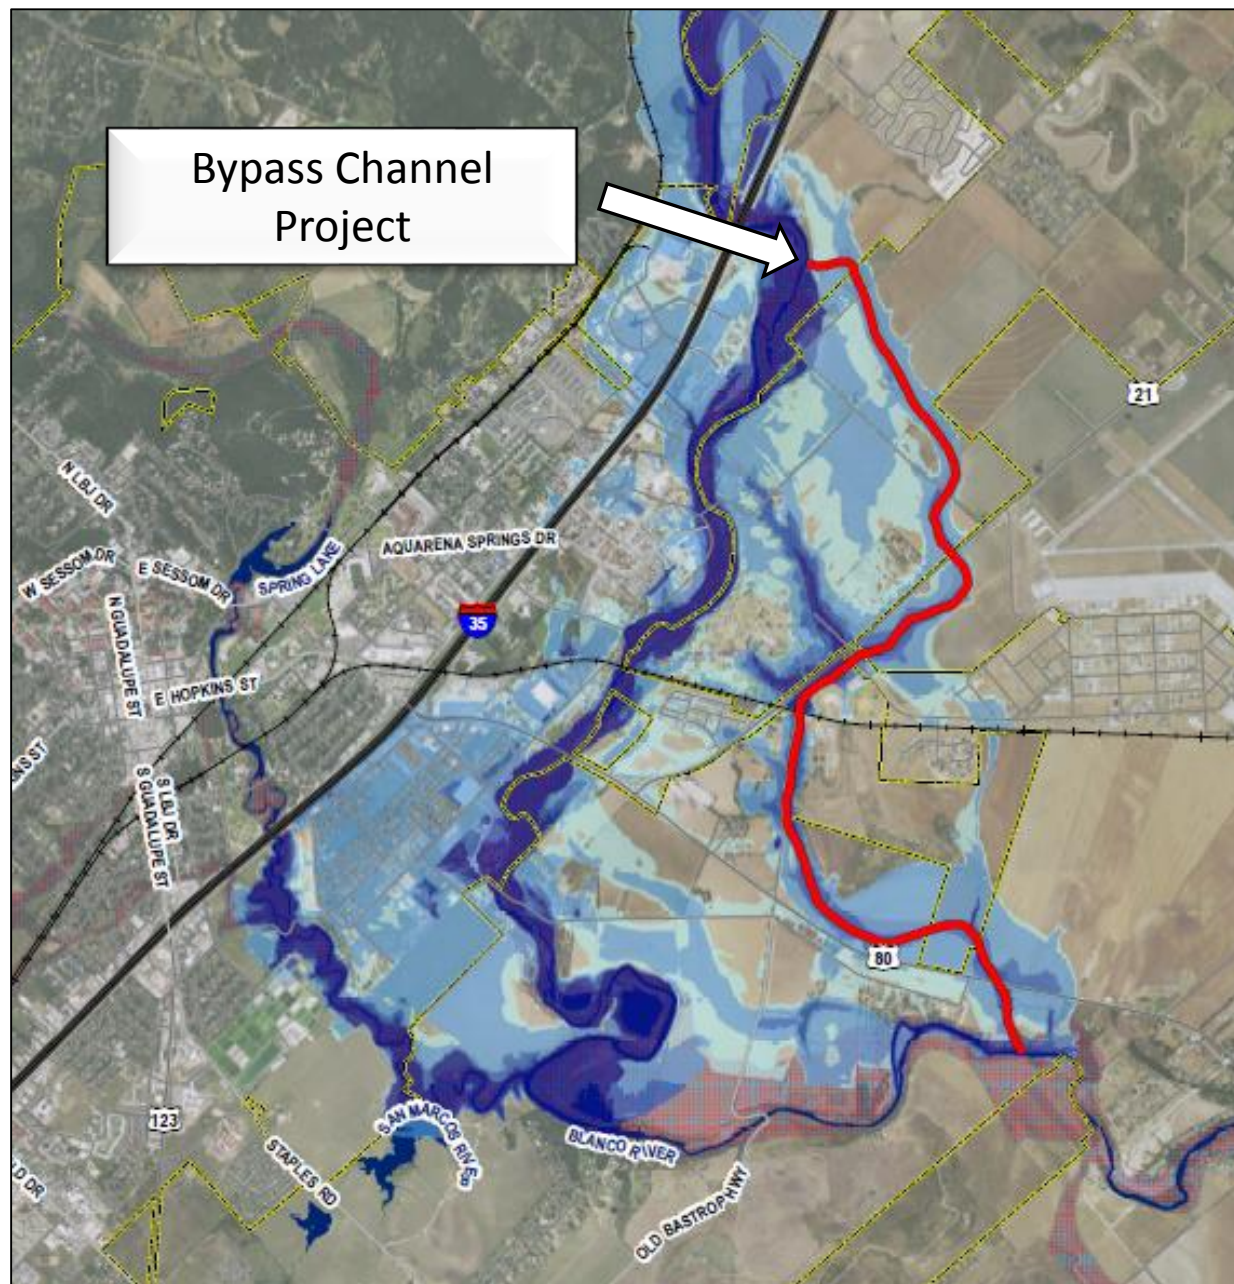 Bypass Channel
Project
21
N LBJ DR
AQUARENA SPRINGS DR
W SESSOM DR
E SESSOM DR
SPRING LAKE
35
N GUADALUPE ST
E HOPKINS ST
S LBJ DR
S GUADALUPE ST
80
123
SAN MARCOS RIVER
BLANCO RIVER
STAPLES RD
OLD BASTROP HWY